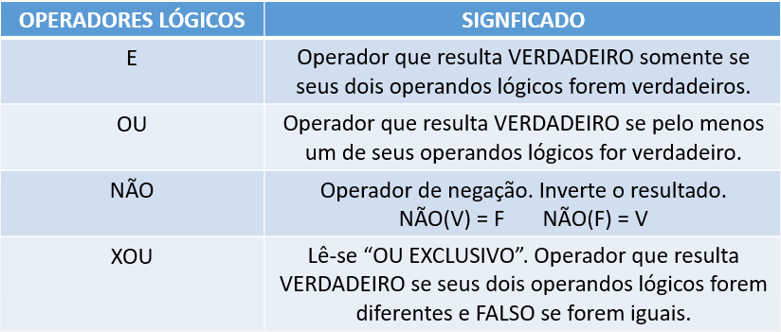 OPERADORES LÓGICOS SIGNFICADO
E
Operador que resulta VERDADEIRO somente se
seus dois operandos lógicos forem verdadeiros.
OU
Operador que resulta VERDADEIRO se pelo menos
um de seus operandos lógicos for verdadeiro.
NÃO
Operador de negação. Inverte o resultado.
NÃO(V) = F NÃO(F) = V
XOU
Lê-se “OU EXCLUSIVO”. Operador que resulta
VERDADEIRO se seus dois operandos lógicos forem
diferentes e FALSO se forem iguais.